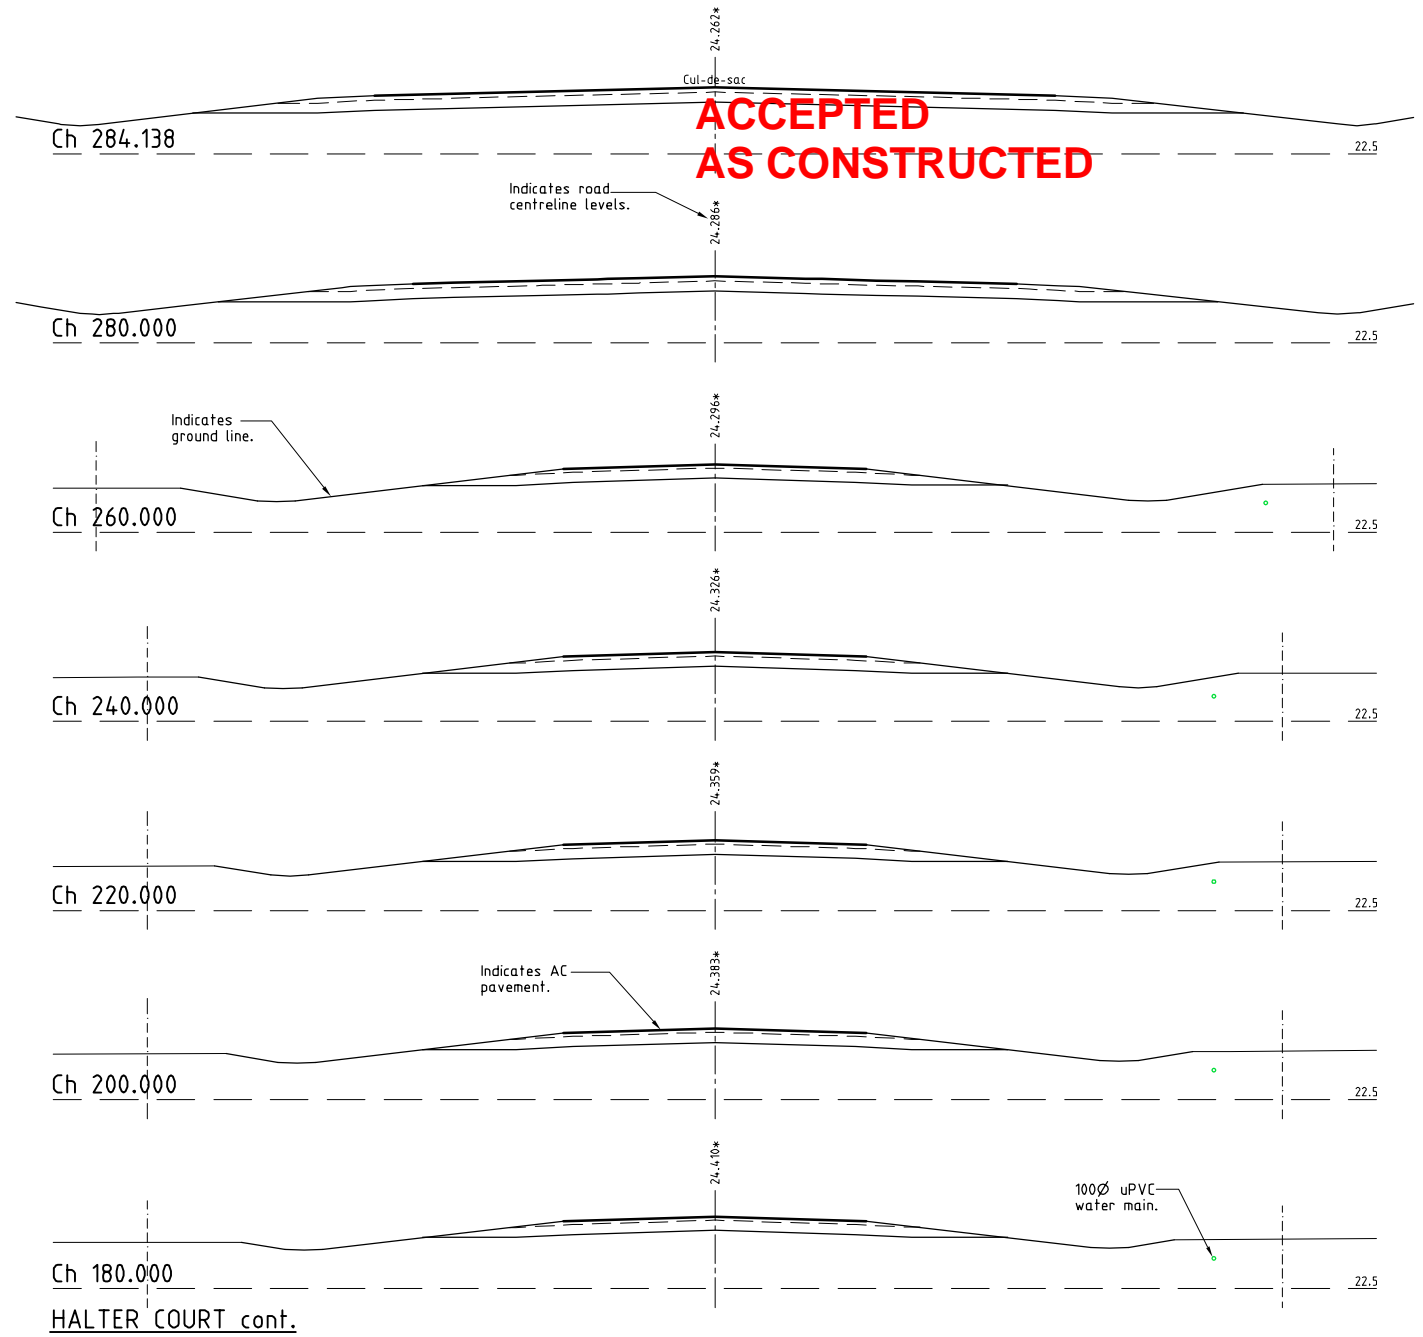 24.262*
Cul-de-sac
ACCEPTED
AS CONSTRUCTED
Ch 284.138
22.5
Indicates road
centreline levels.
24.286*
Ch 280.000
22.5
24.296*
Indicates
ground line.
Ch 260.000
22.5
24.326*
Ch 240.000
22.5
24.359*
Ch 220.000
22.5
24.383*
Indicates AC
pavement.
Ch 200.000
22.5
24.410*
100Ø uPVC
water main.
Ch 180.000
22.5
HALTER COURT cont.